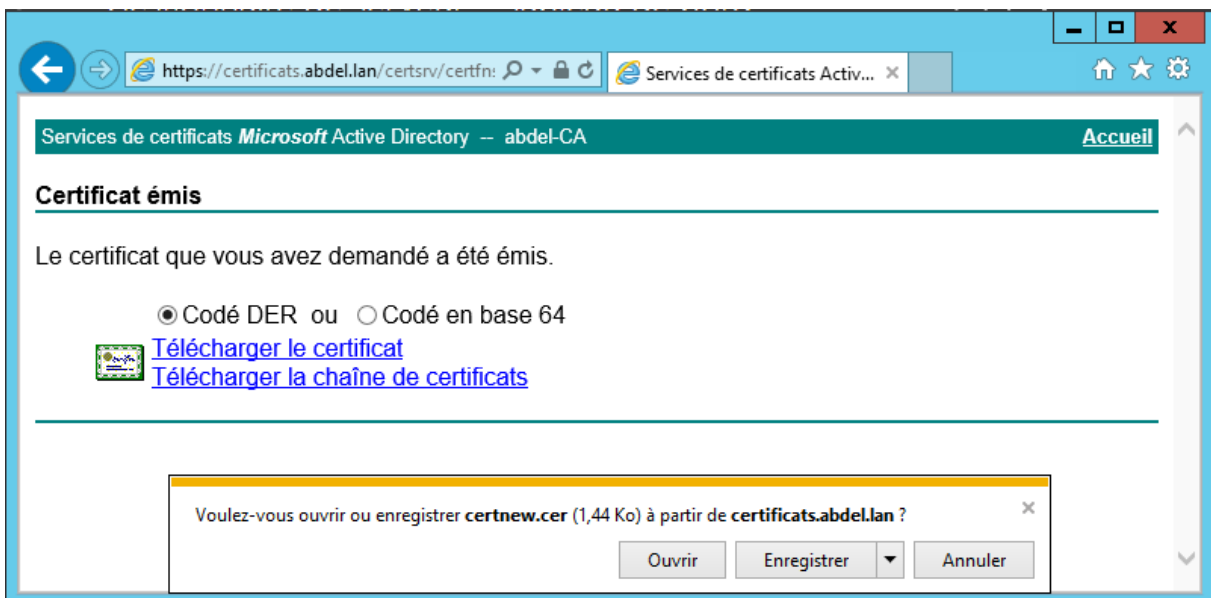 https://certificats.abdel.lan/certsrv/certfn:
Services de certificats Activ...
Services de certificats Microsoft Active Directory -- abdel-CA
Accueil
Certificat émis
Le certificat que vous avez demandé a été émis.
Codé DER ou Codé en base 64
Télécharger le certificat
Télécharger la chaîne de certificats
Voulez-vous ouvrir ou enregistrer certnew.cer (1,44 Ko) à partir de certificats.abdel.lan ?
Ouvrir
Enregistrer
Annuler